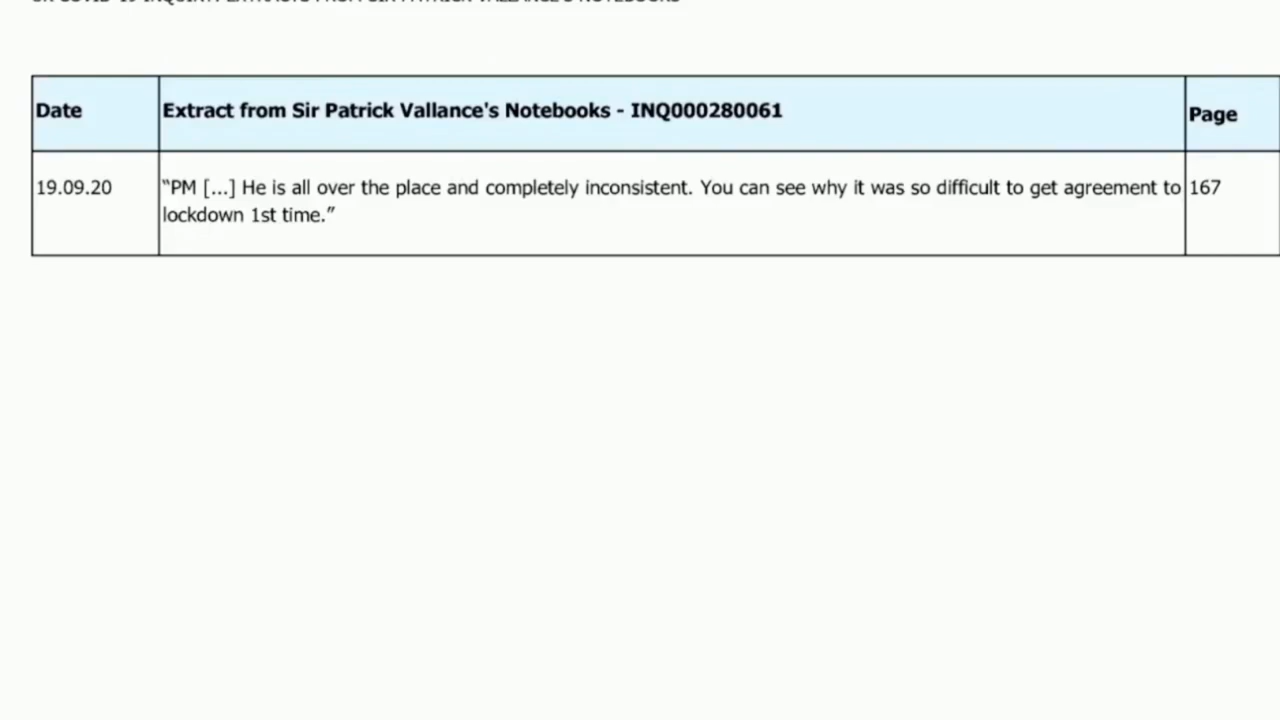 Date Extract from Sir Patrick Vallance's Notebooks - INQ000280061 Page
19.09.20 "PM [...] He is all over the place and completely inconsistent. You can see why it was so difficult to get agreement to 167
lockdown 1st time."